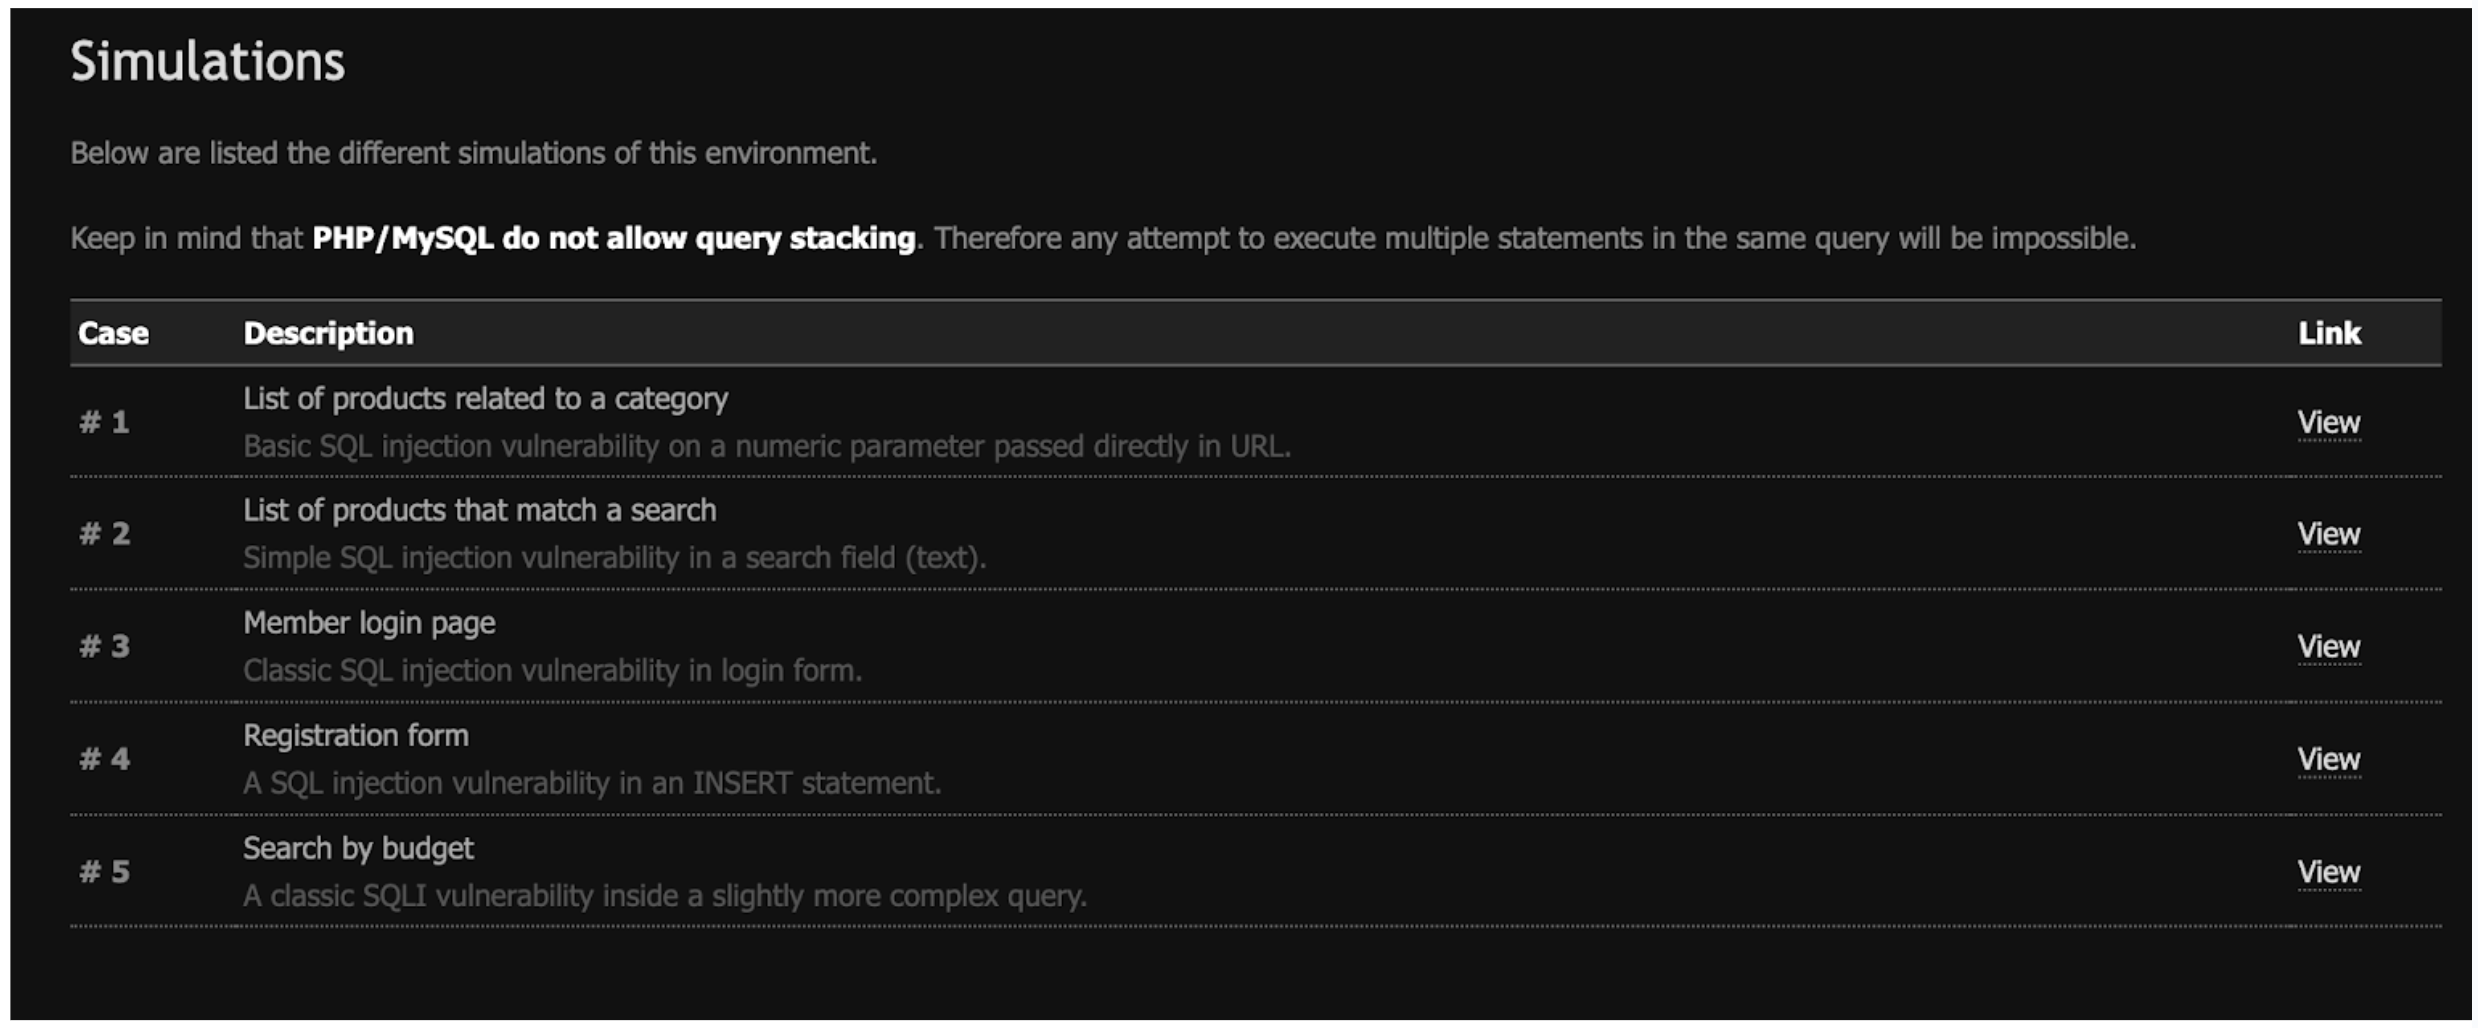 Simulations
Below are listed the different simulations of this environment.
Keep in mind that PHP/MySQL do not allow query stacking. Therefore any attempt to execute multiple statements in the same query will be impossible.
Case Description Link
# 1 List of products related to a category View
Basic SQL injection vulnerability on a numeric parameter passed directly in URL.
# 2 List of products that match a search View
Simple SQL injection vulnerability in a search field (text).
# 3 Member login page View
Classic SQL injection vulnerability in login form.
# 4 Registration form View
A SQL injection vulnerability in an INSERT statement.
# 5 Search by budget View
A classic SQLI vulnerability inside a slightly more complex query.